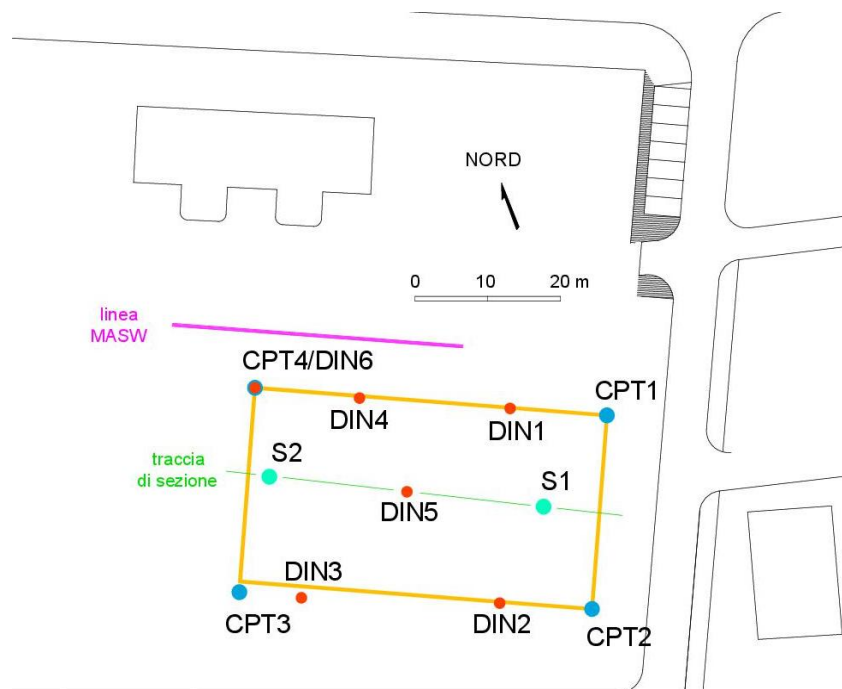 NORD
0 10 20 m
linea
MASW
CPT4/DIN6
CPT1
DIN4
DIN1
S2
traccia
di sezione
S1
DIN5
DIN3
CPT3
DIN2
CPT2